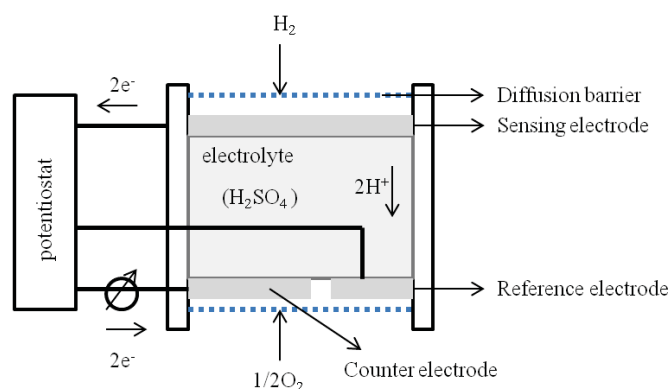 H₂
2e⁻
Diffusion barrier
Sensing electrode
electrolyte
(H₂SO₄)
2H⁺
potentiostat
Reference electrode
2e⁻
Counter electrode
1/2O₂